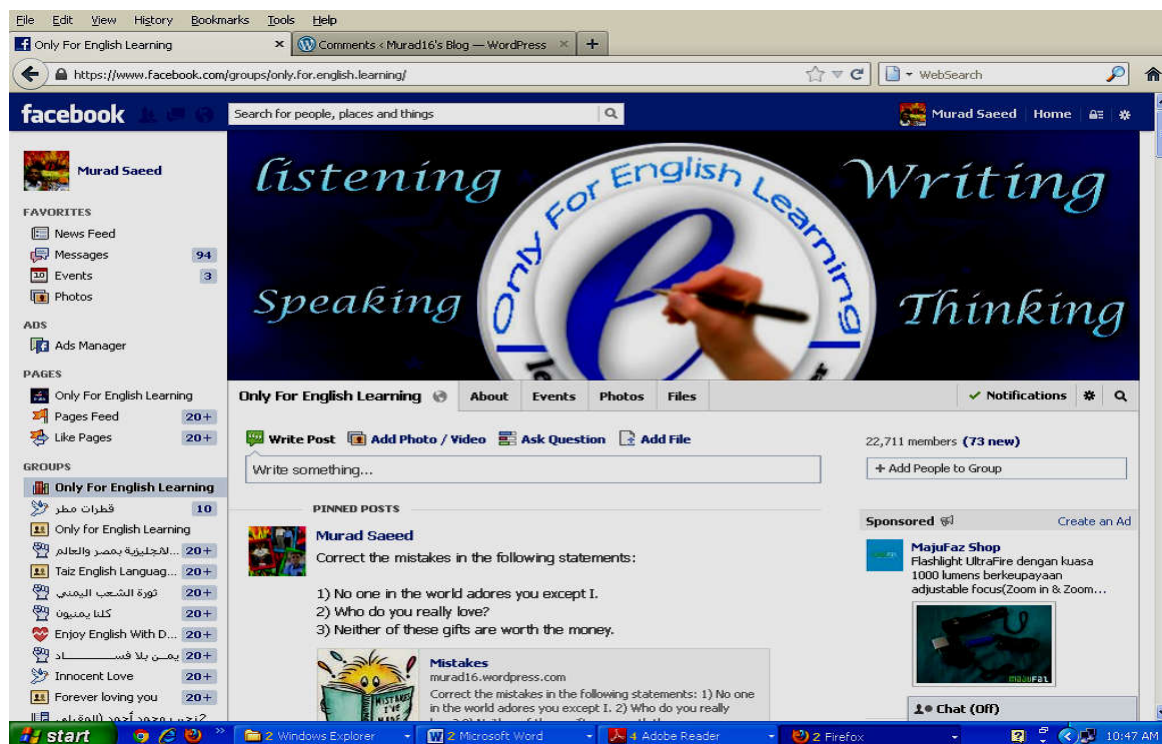 File Edit View History Bookmarks Tools Help
Only For English Learning × Comments ‹ Murad16's Blog — WordPress × +
https://www.facebook.com/groups/only.for.english.learning/ WebSearch
facebook Search for people, places and things Murad Saeed Home
Murad Saeed
FAVORITES
News Feed
Messages 94
Events 3
Photos
ADS
Ads Manager
PAGES
Only For English Learning
Pages Feed 20+
Like Pages 20+
GROUPS
Only For English Learning
قطرات مطر 10
Only for English Learning
...لانجليزية بمصر والعالم 20+
Taiz English Languag... 20+
ثورة الشعب اليمني 20+
كلنا يمنيون 20+
Enjoy English With D... 20+
يمــن بلا فســـــــاد 20+
Innocent Love 20+
Forever loving you 20+
listening
Writing
Speaking
Thinking
Only For English Learning
e
Only For English Learning About Events Photos Files Notifications
Write Post Add Photo / Video Ask Question Add File
Write something...
PINNED POSTS
Murad Saeed
Correct the mistakes in the following statements:
1) No one in the world adores you except I.
2) Who do you really love?
3) Neither of these gifts are worth the money.
MISTAKES
I'VE
MADE
Mistakes
murad16.wordpress.com
Correct the mistakes in the following statements: 1) No one
in the world adores you except I. 2) Who do you really
22,711 members (73 new)
+ Add People to Group
Sponsored Create an Ad
MajuFaz Shop
Flashlight UltraFire dengan kuasa
1000 lumens berkeupayaan
adjustable focus(Zoom in & Zoom...
MAJUFAZ
Chat (Off)
start 2 Windows Explorer 2 Microsoft Word 4 Adobe Reader 2 Firefox 10:47 AM